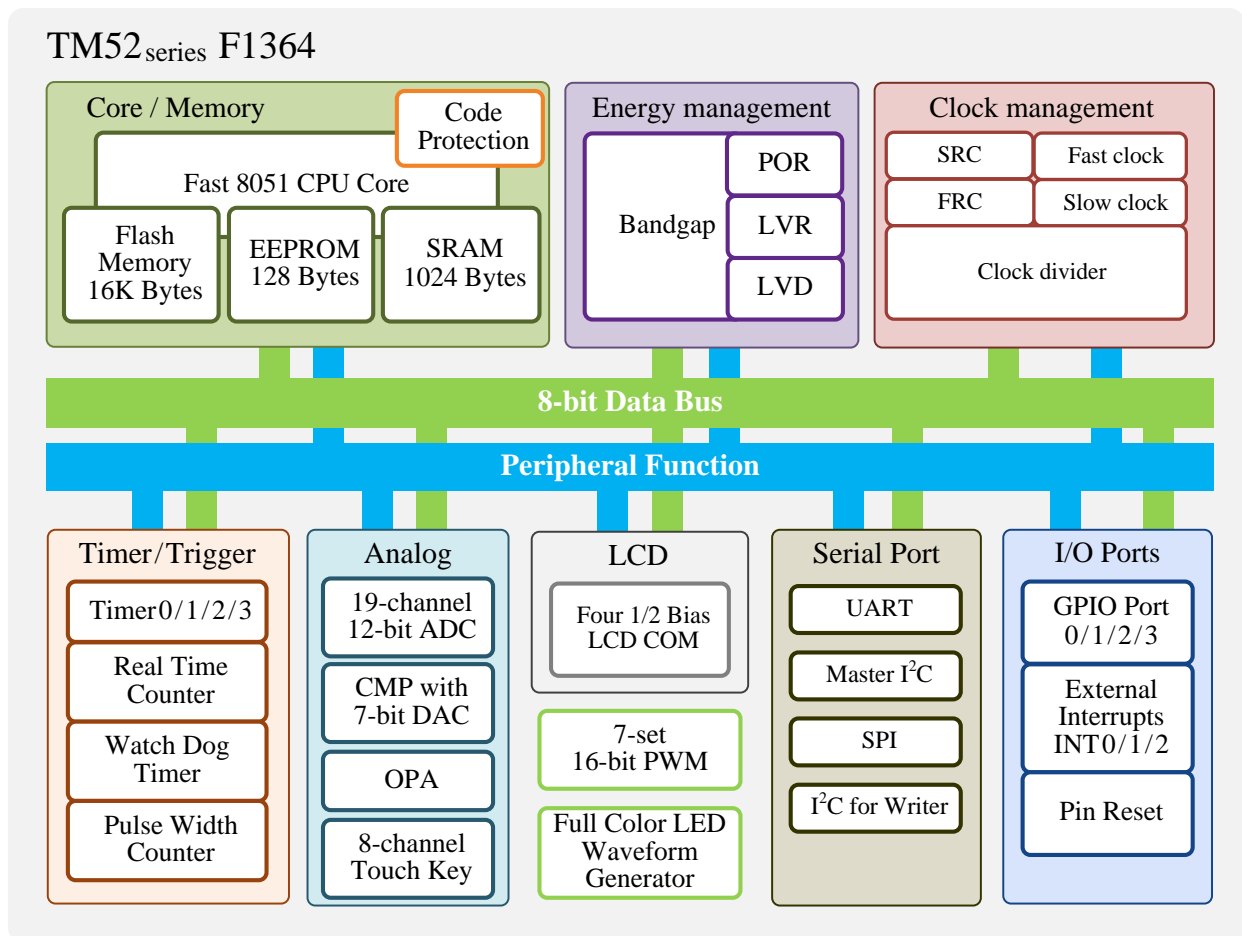 TM52 series F1364
Core / Memory
Code
Protection
Fast 8051 CPU Core
Flash
Memory
16K Bytes
EEPROM
128 Bytes
SRAM
1024 Bytes
Energy management
Bandgap
POR
LVR
LVD
Clock management
SRC
Fast clock
FRC
Slow clock
Clock divider
8-bit Data Bus
Peripheral Function
Timer/Trigger
Timer0/1/2/3
Real Time
Counter
Watch Dog
Timer
Pulse Width
Counter
Analog
19-channel
12-bit ADC
CMP with
7-bit DAC
OPA
8-channel
Touch Key
LCD
Four 1/2 Bias
LCD COM
7-set
16-bit PWM
Full Color LED
Waveform
Generator
Serial Port
UART
Master I²C
SPI
I²C for Writer
I/O Ports
GPIO Port
0/1/2/3
External
Interrupts
INT0/1/2
Pin Reset